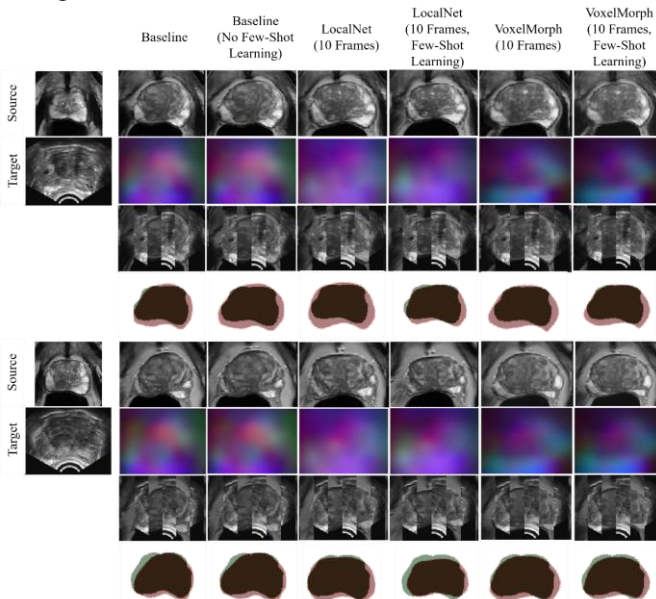 Baseline
Baseline
(No Few-Shot
Learning)
LocalNet
(10 Frames)
LocalNet
(10 Frames,
Few-Shot
Learning)
VoxelMorph
(10 Frames)
VoxelMorph
(10 Frames,
Few-Shot
Learning)
Source
Target
Source
Target